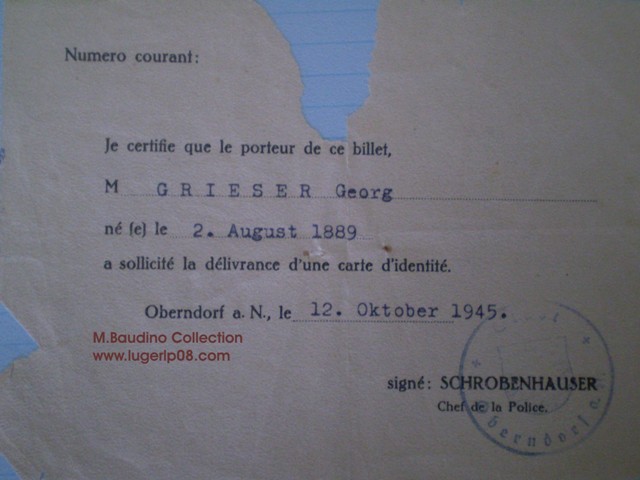 Numero courant:
Je certifie que le porteur de ce billet,
M GRIESER Georg
né (e) le 2. August 1889
a sollicité la délivrance d'une carte d'identité.
Oberndorf a. N., le 12. Oktober 1945.
M.Baudino Collection
www.lugerlp08.com
signé: SCHROBENHAUSER
Chef de la Police.
Oberndorf a.